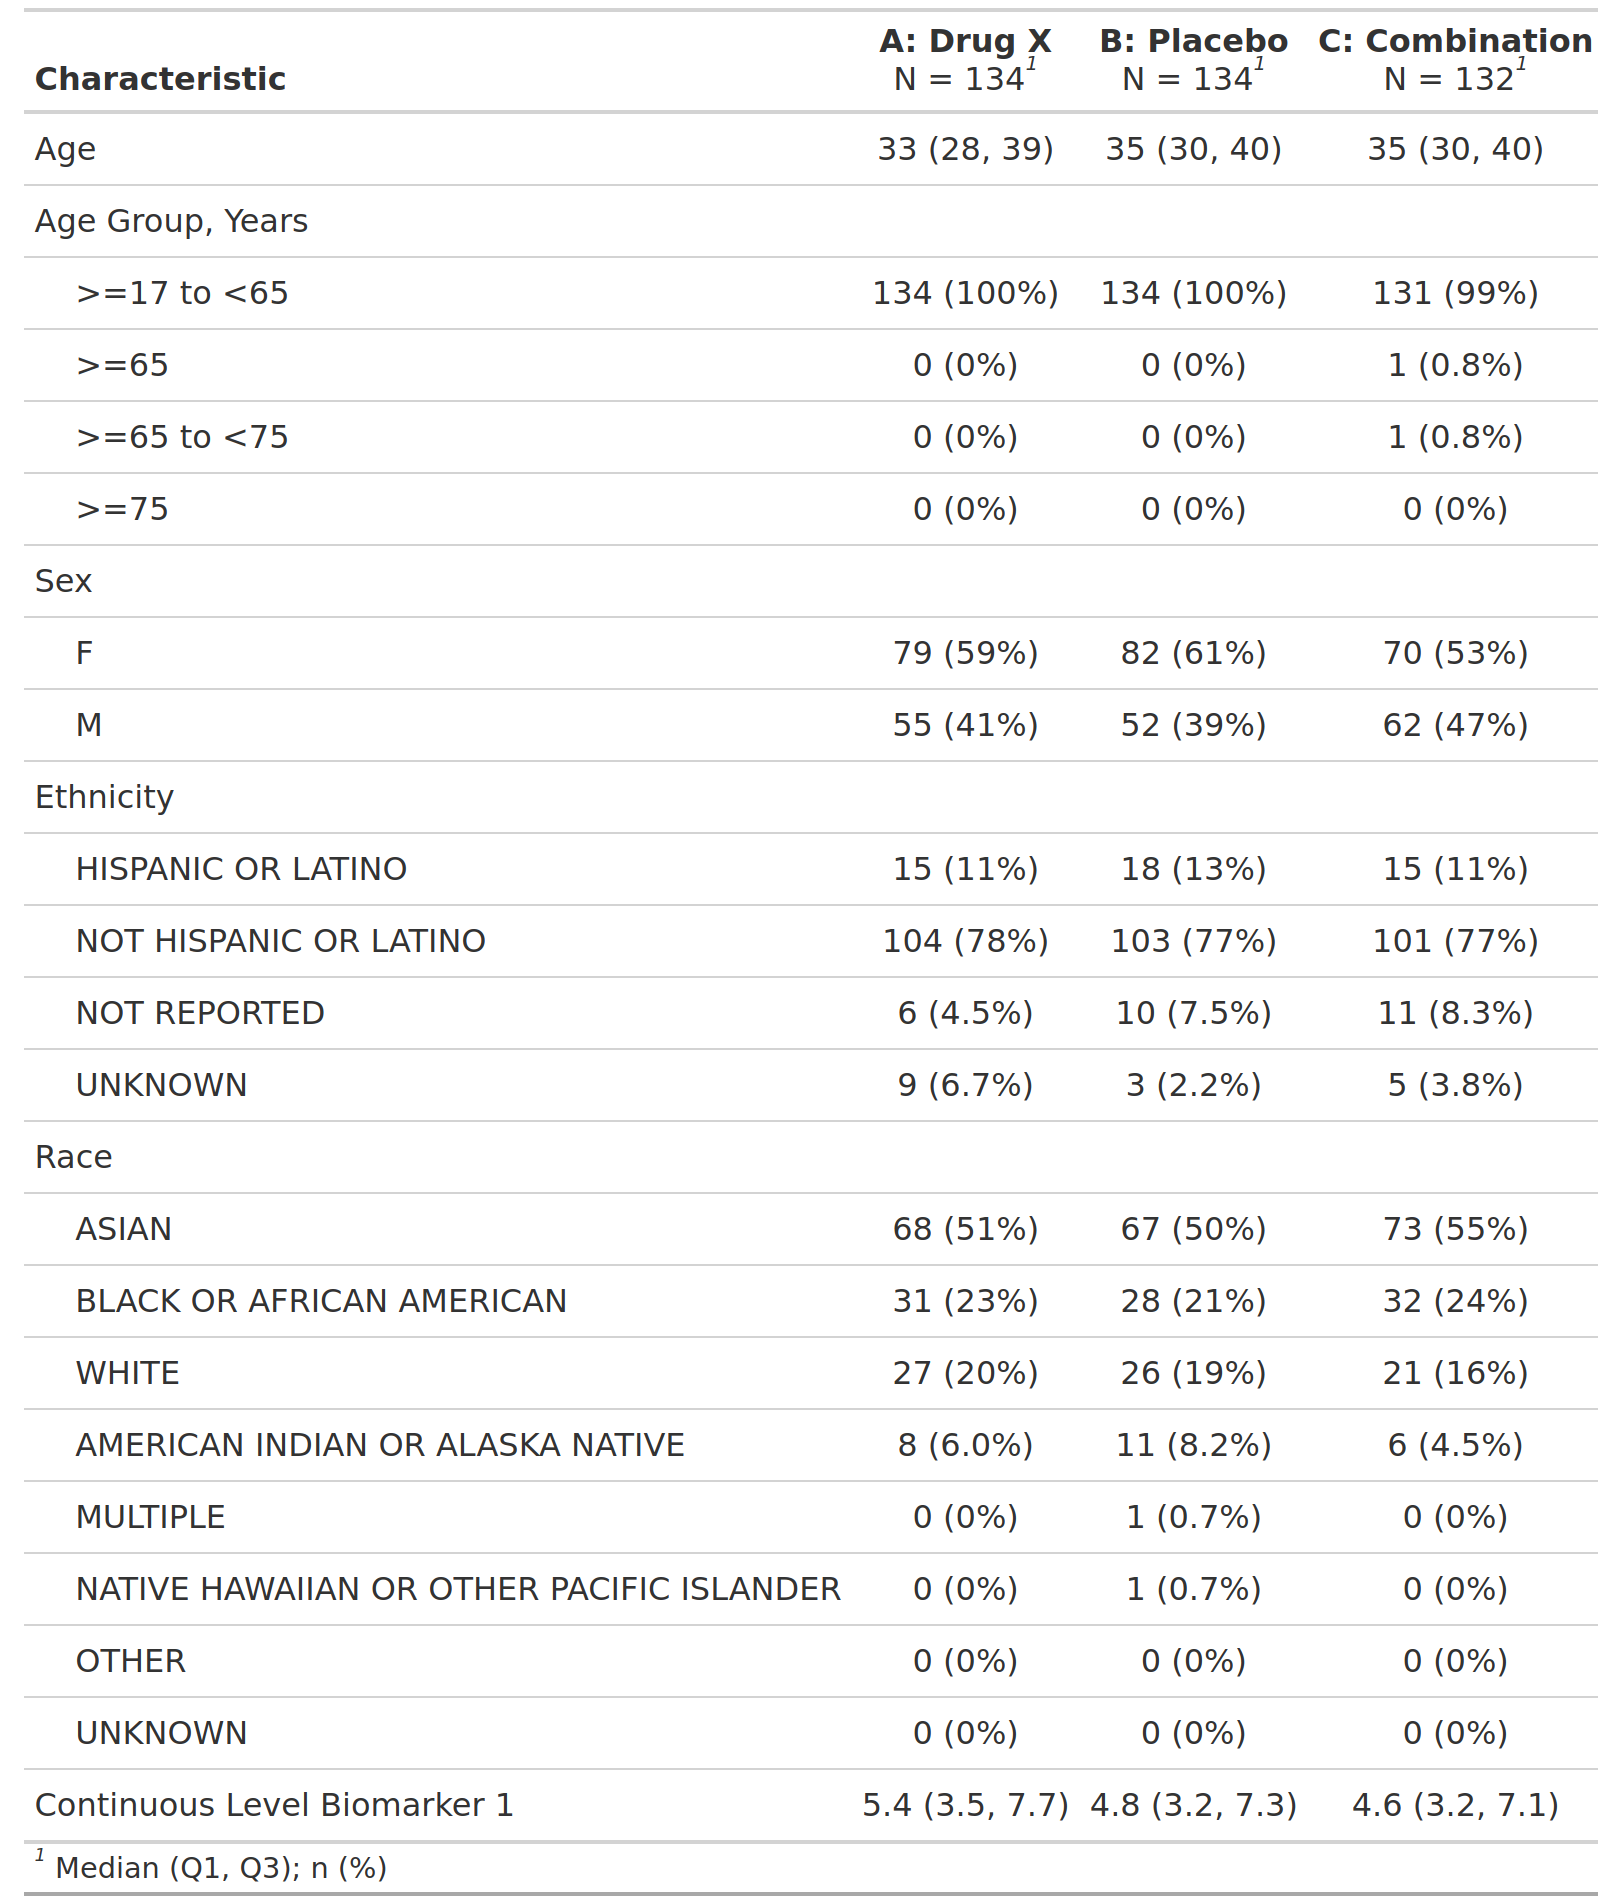 Characteristic A: Drug X B: Placebo C: Combination
N = 134¹ N = 134¹ N = 132¹
Age 33 (28, 39) 35 (30, 40) 35 (30, 40)
Age Group, Years
>=17 to <65 134 (100%) 134 (100%) 131 (99%)
>=65 0 (0%) 0 (0%) 1 (0.8%)
>=65 to <75 0 (0%) 0 (0%) 1 (0.8%)
>=75 0 (0%) 0 (0%) 0 (0%)
Sex
F 79 (59%) 82 (61%) 70 (53%)
M 55 (41%) 52 (39%) 62 (47%)
Ethnicity
HISPANIC OR LATINO 15 (11%) 18 (13%) 15 (11%)
NOT HISPANIC OR LATINO 104 (78%) 103 (77%) 101 (77%)
NOT REPORTED 6 (4.5%) 10 (7.5%) 11 (8.3%)
UNKNOWN 9 (6.7%) 3 (2.2%) 5 (3.8%)
Race
ASIAN 68 (51%) 67 (50%) 73 (55%)
BLACK OR AFRICAN AMERICAN 31 (23%) 28 (21%) 32 (24%)
WHITE 27 (20%) 26 (19%) 21 (16%)
AMERICAN INDIAN OR ALASKA NATIVE 8 (6.0%) 11 (8.2%) 6 (4.5%)
MULTIPLE 0 (0%) 1 (0.7%) 0 (0%)
NATIVE HAWAIIAN OR OTHER PACIFIC ISLANDER 0 (0%) 1 (0.7%) 0 (0%)
OTHER 0 (0%) 0 (0%) 0 (0%)
UNKNOWN 0 (0%) 0 (0%) 0 (0%)
Continuous Level Biomarker 1 5.4 (3.5, 7.7) 4.8 (3.2, 7.3) 4.6 (3.2, 7.1)
¹ Median (Q1, Q3); n (%)